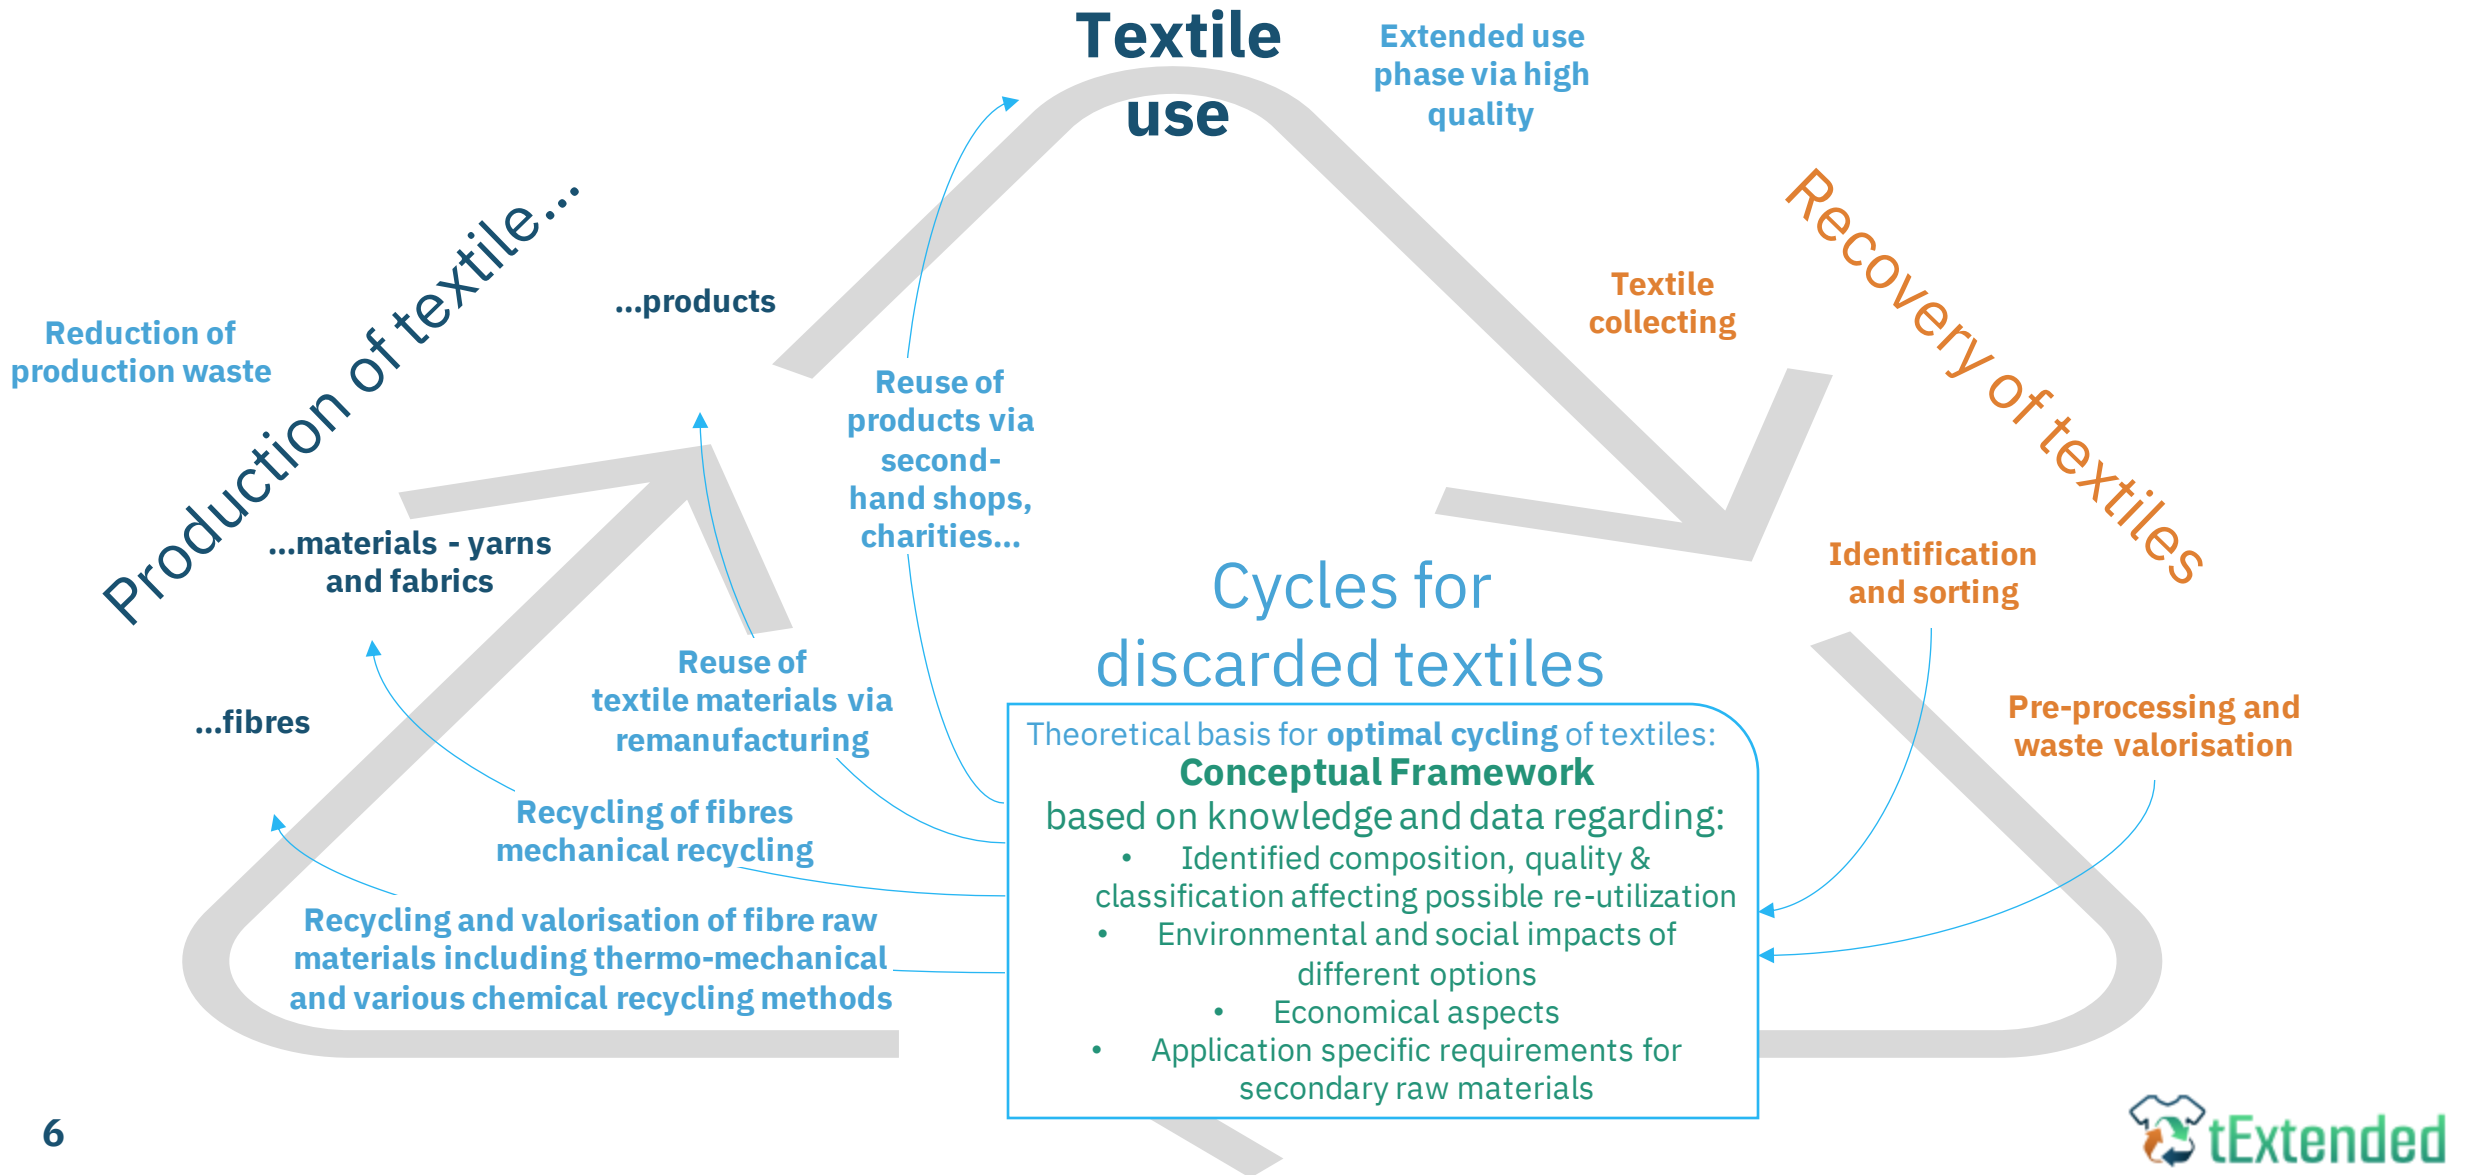 Textile
use
Extended use
phase via high
quality
Production of textile...
Recovery of textiles
Reduction of
production waste
...products
Textile
collecting
Reuse of
products via
second-
hand shops,
charities...
...materials - yarns
and fabrics
Identification
and sorting
Cycles for
discarded textiles
...fibres
Reuse of
textile materials via
remanufacturing
Pre-processing and
waste valorisation
Recycling of fibres
mechanical recycling
Recycling and valorisation of fibre raw
materials including thermo-mechanical
and various chemical recycling methods
Theoretical basis for optimal cycling of textiles:
Conceptual Framework
based on knowledge and data regarding:
• Identified composition, quality &
classification affecting possible re-utilization
• Environmental and social impacts of
different options
• Economical aspects
• Application specific requirements for
secondary raw materials
6
tExtended